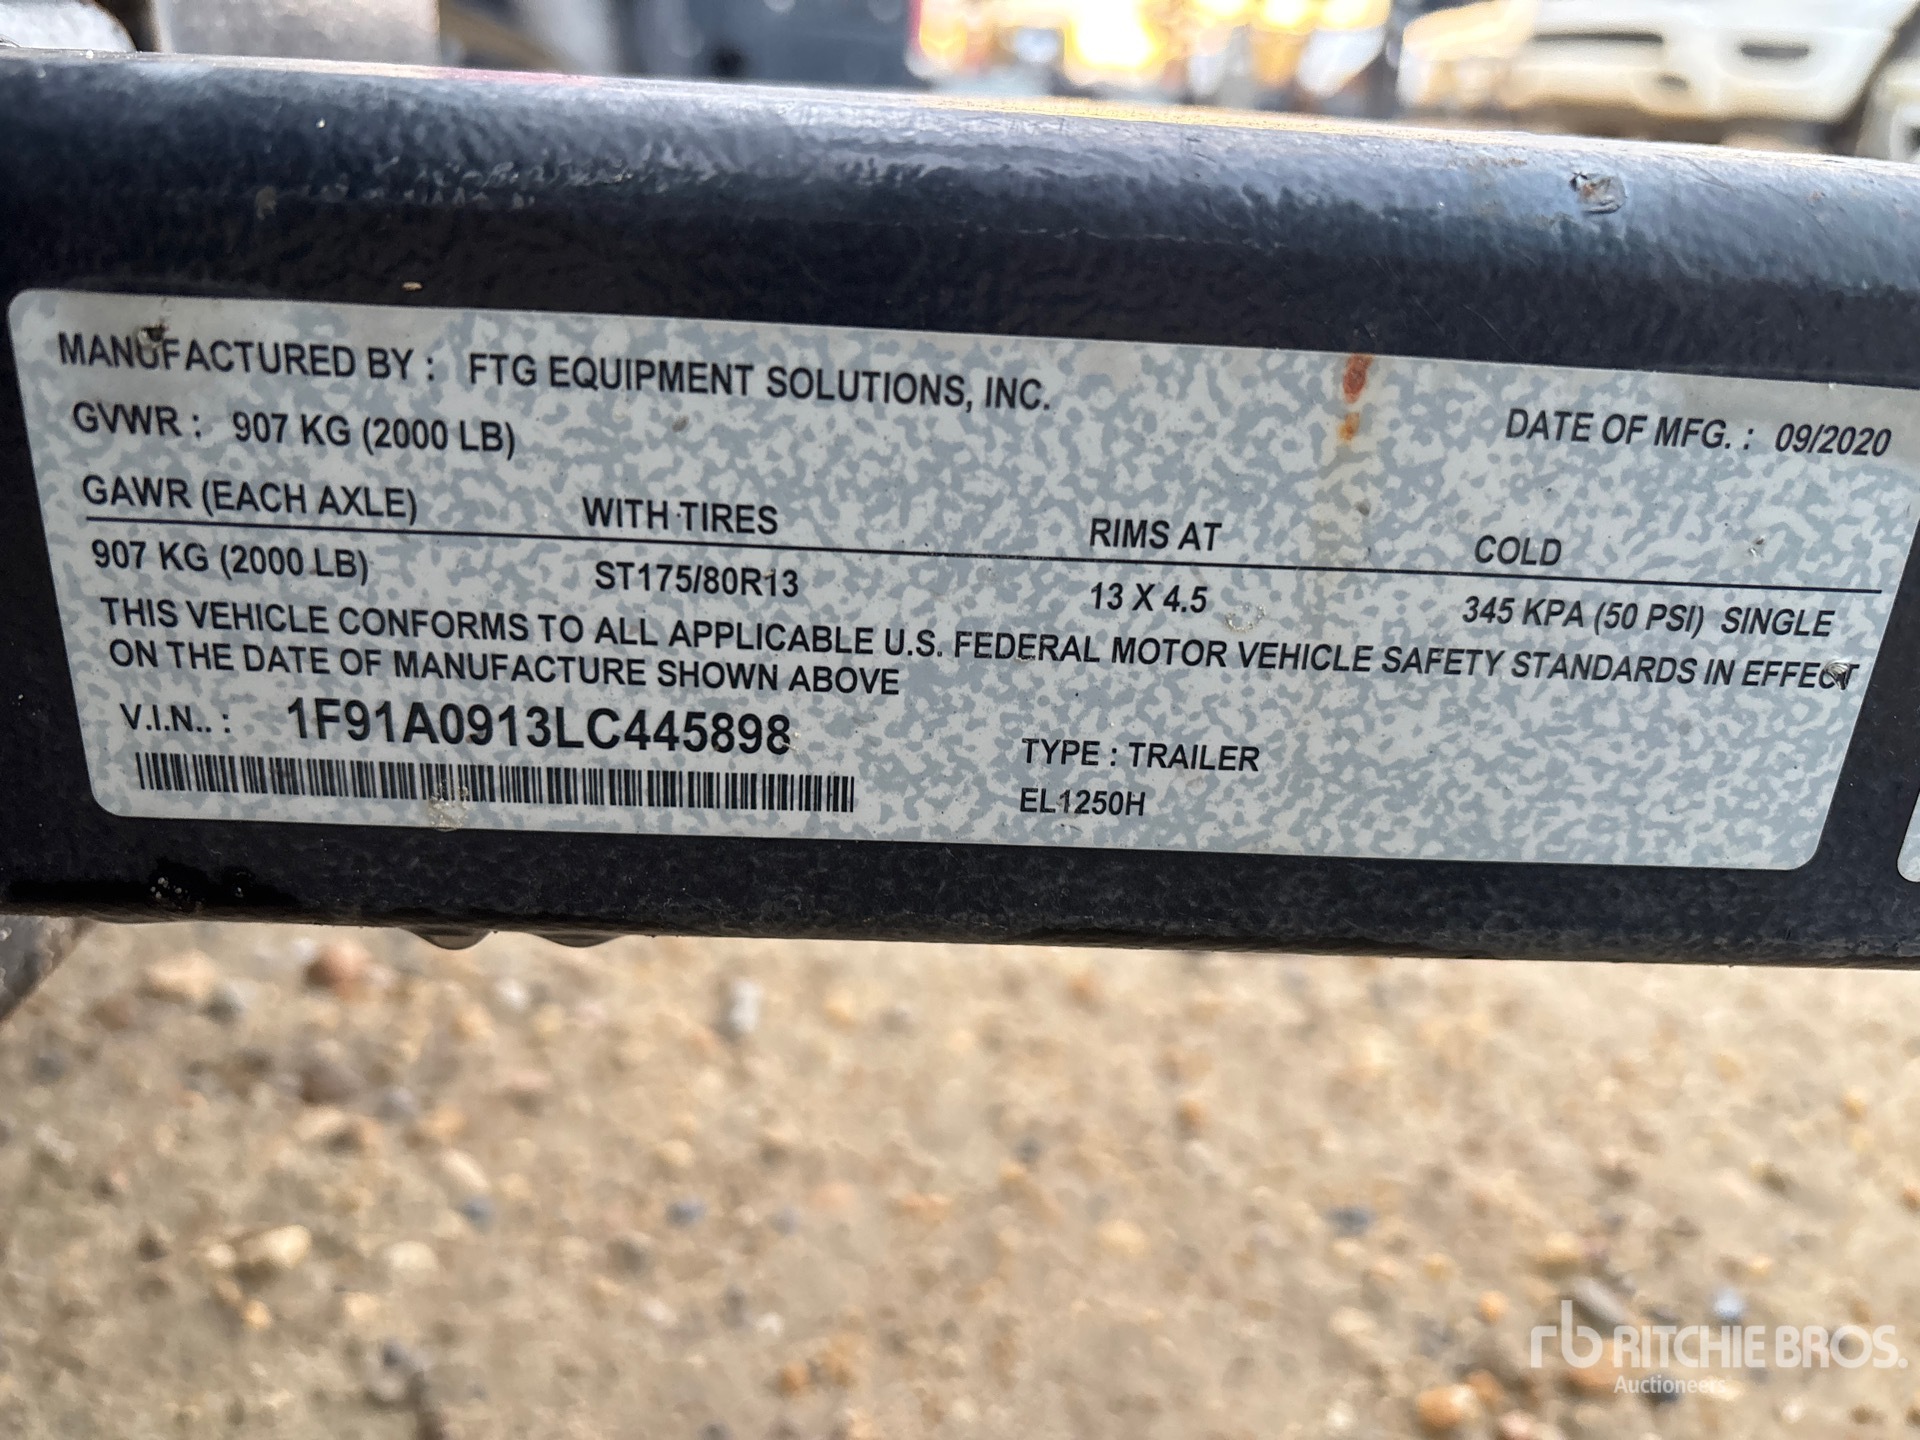 MANUFACTURED BY : FTG EQUIPMENT SOLUTIONS, INC.
GVWR : 907 KG (2000 LB) DATE OF MFG. : 09/2020
GAWR (EACH AXLE) WITH TIRES RIMS AT COLD
907 KG (2000 LB) ST175/80R13 13 X 4.5 345 KPA (50 PSI) SINGLE
THIS VEHICLE CONFORMS TO ALL APPLICABLE U.S. FEDERAL MOTOR VEHICLE SAFETY STANDARDS IN EFFECT
ON THE DATE OF MANUFACTURE SHOWN ABOVE
V.I.N.. : 1F91A0913LC445898 TYPE : TRAILER
EL1250H
rb RITCHIE BROS.
Auctioneers